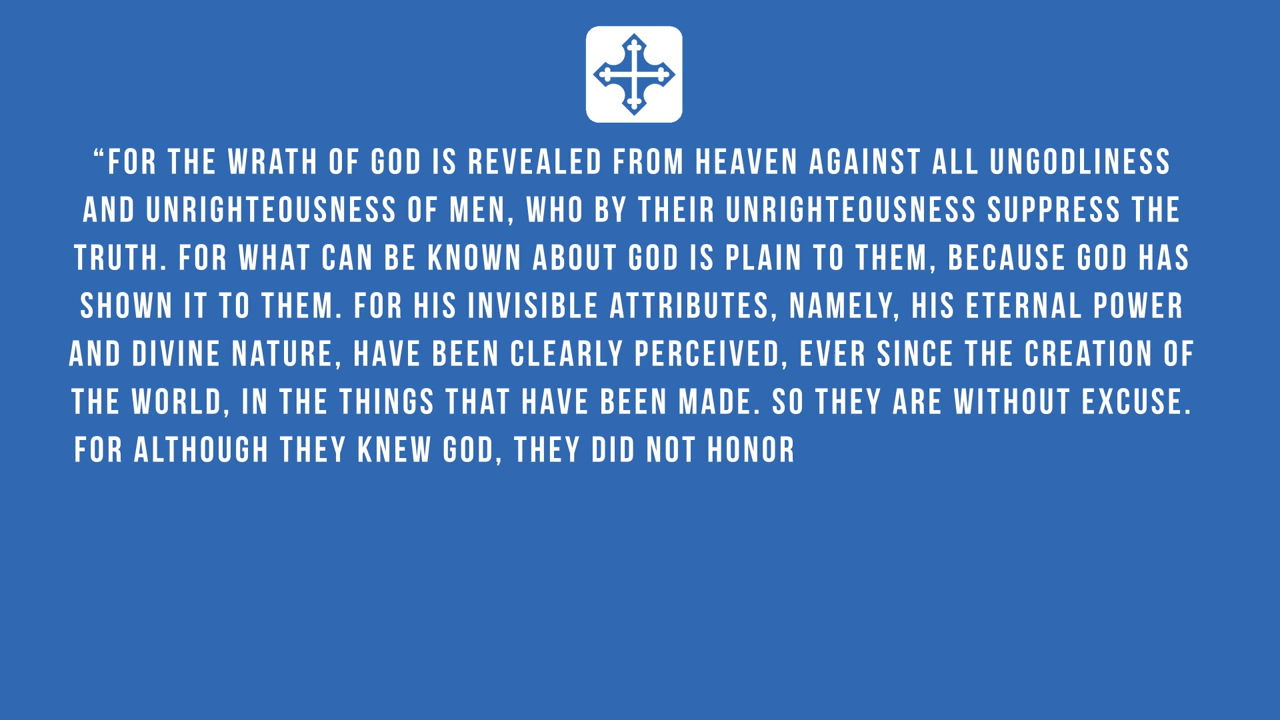 “FOR THE WRATH OF GOD IS REVEALED FROM HEAVEN AGAINST ALL UNGODLINESS
AND UNRIGHTEOUSNESS OF MEN, WHO BY THEIR UNRIGHTEOUSNESS SUPPRESS THE
TRUTH. FOR WHAT CAN BE KNOWN ABOUT GOD IS PLAIN TO THEM, BECAUSE GOD HAS
SHOWN IT TO THEM. FOR HIS INVISIBLE ATTRIBUTES, NAMELY, HIS ETERNAL POWER
AND DIVINE NATURE, HAVE BEEN CLEARLY PERCEIVED, EVER SINCE THE CREATION OF
THE WORLD, IN THE THINGS THAT HAVE BEEN MADE. SO THEY ARE WITHOUT EXCUSE.
FOR ALTHOUGH THEY KNEW GOD, THEY DID NOT HONOR